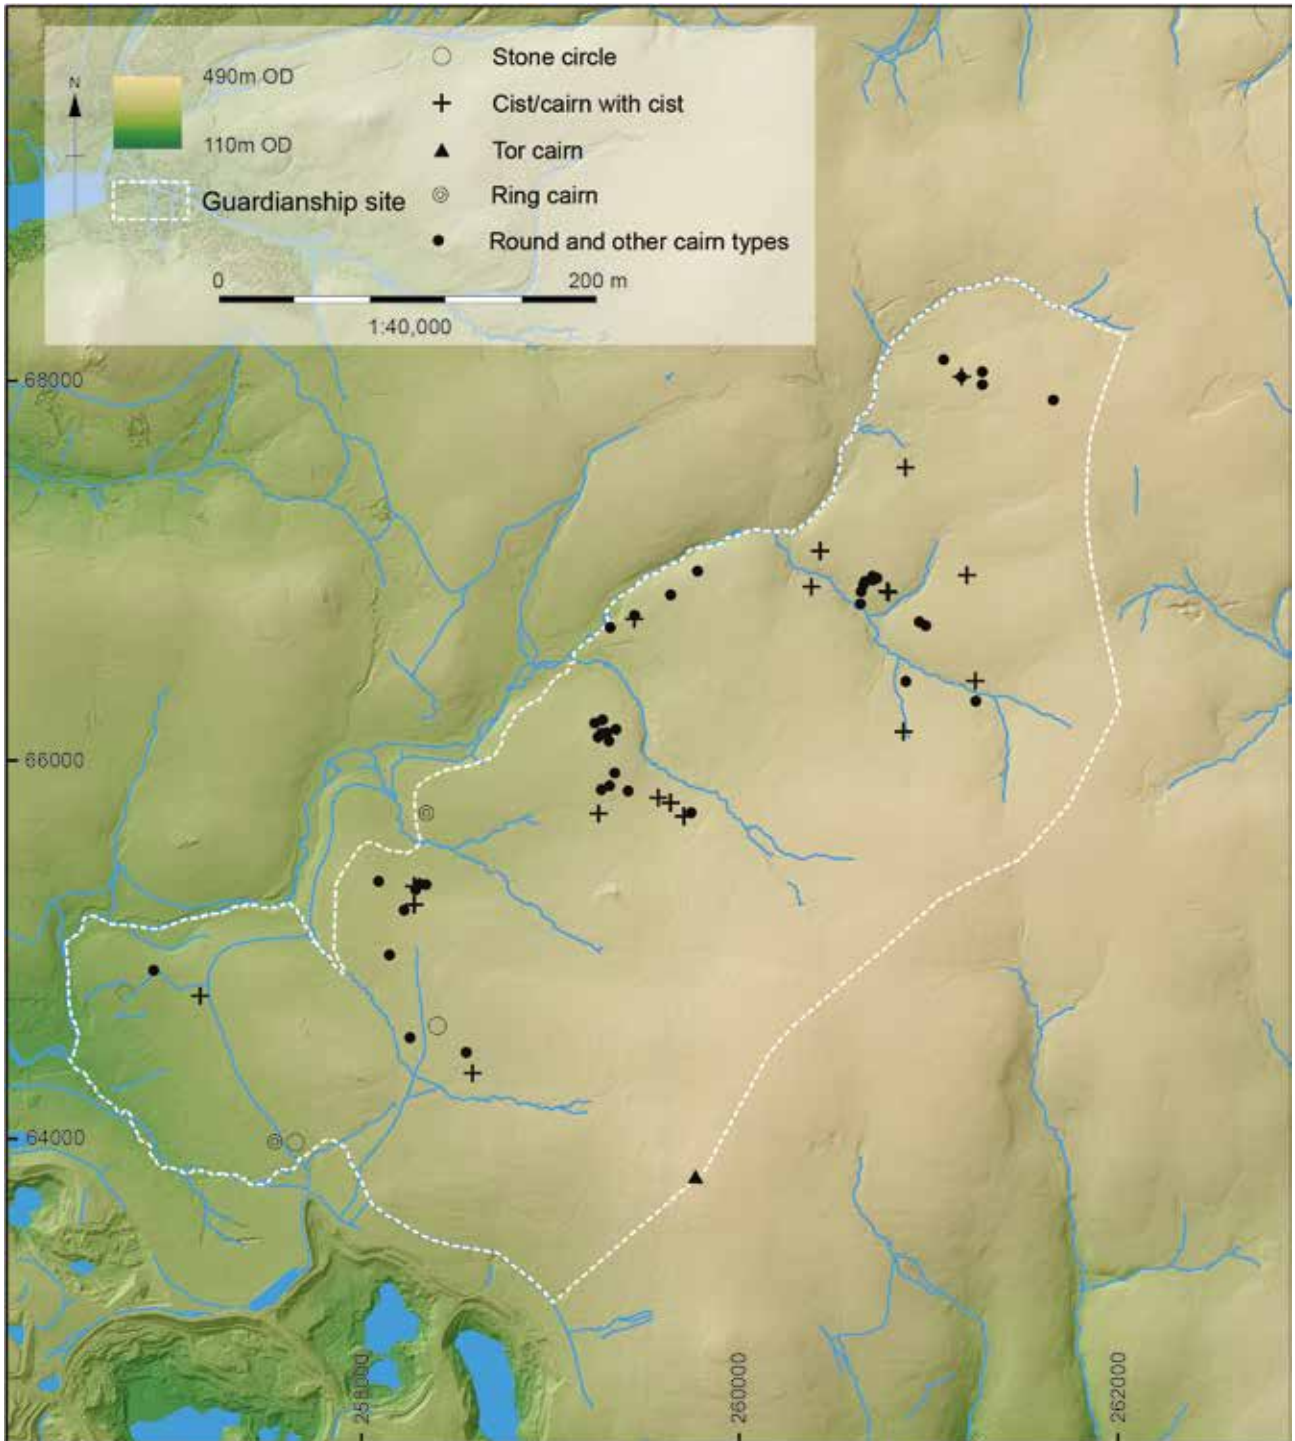 N
490m OD
110m OD
Guardianship site
Stone circle
Cist/cairn with cist
Tor cairn
Ring cairn
Round and other cairn types
0 200 m
1:40,000
68000
66000
64000
258000
260000
262000